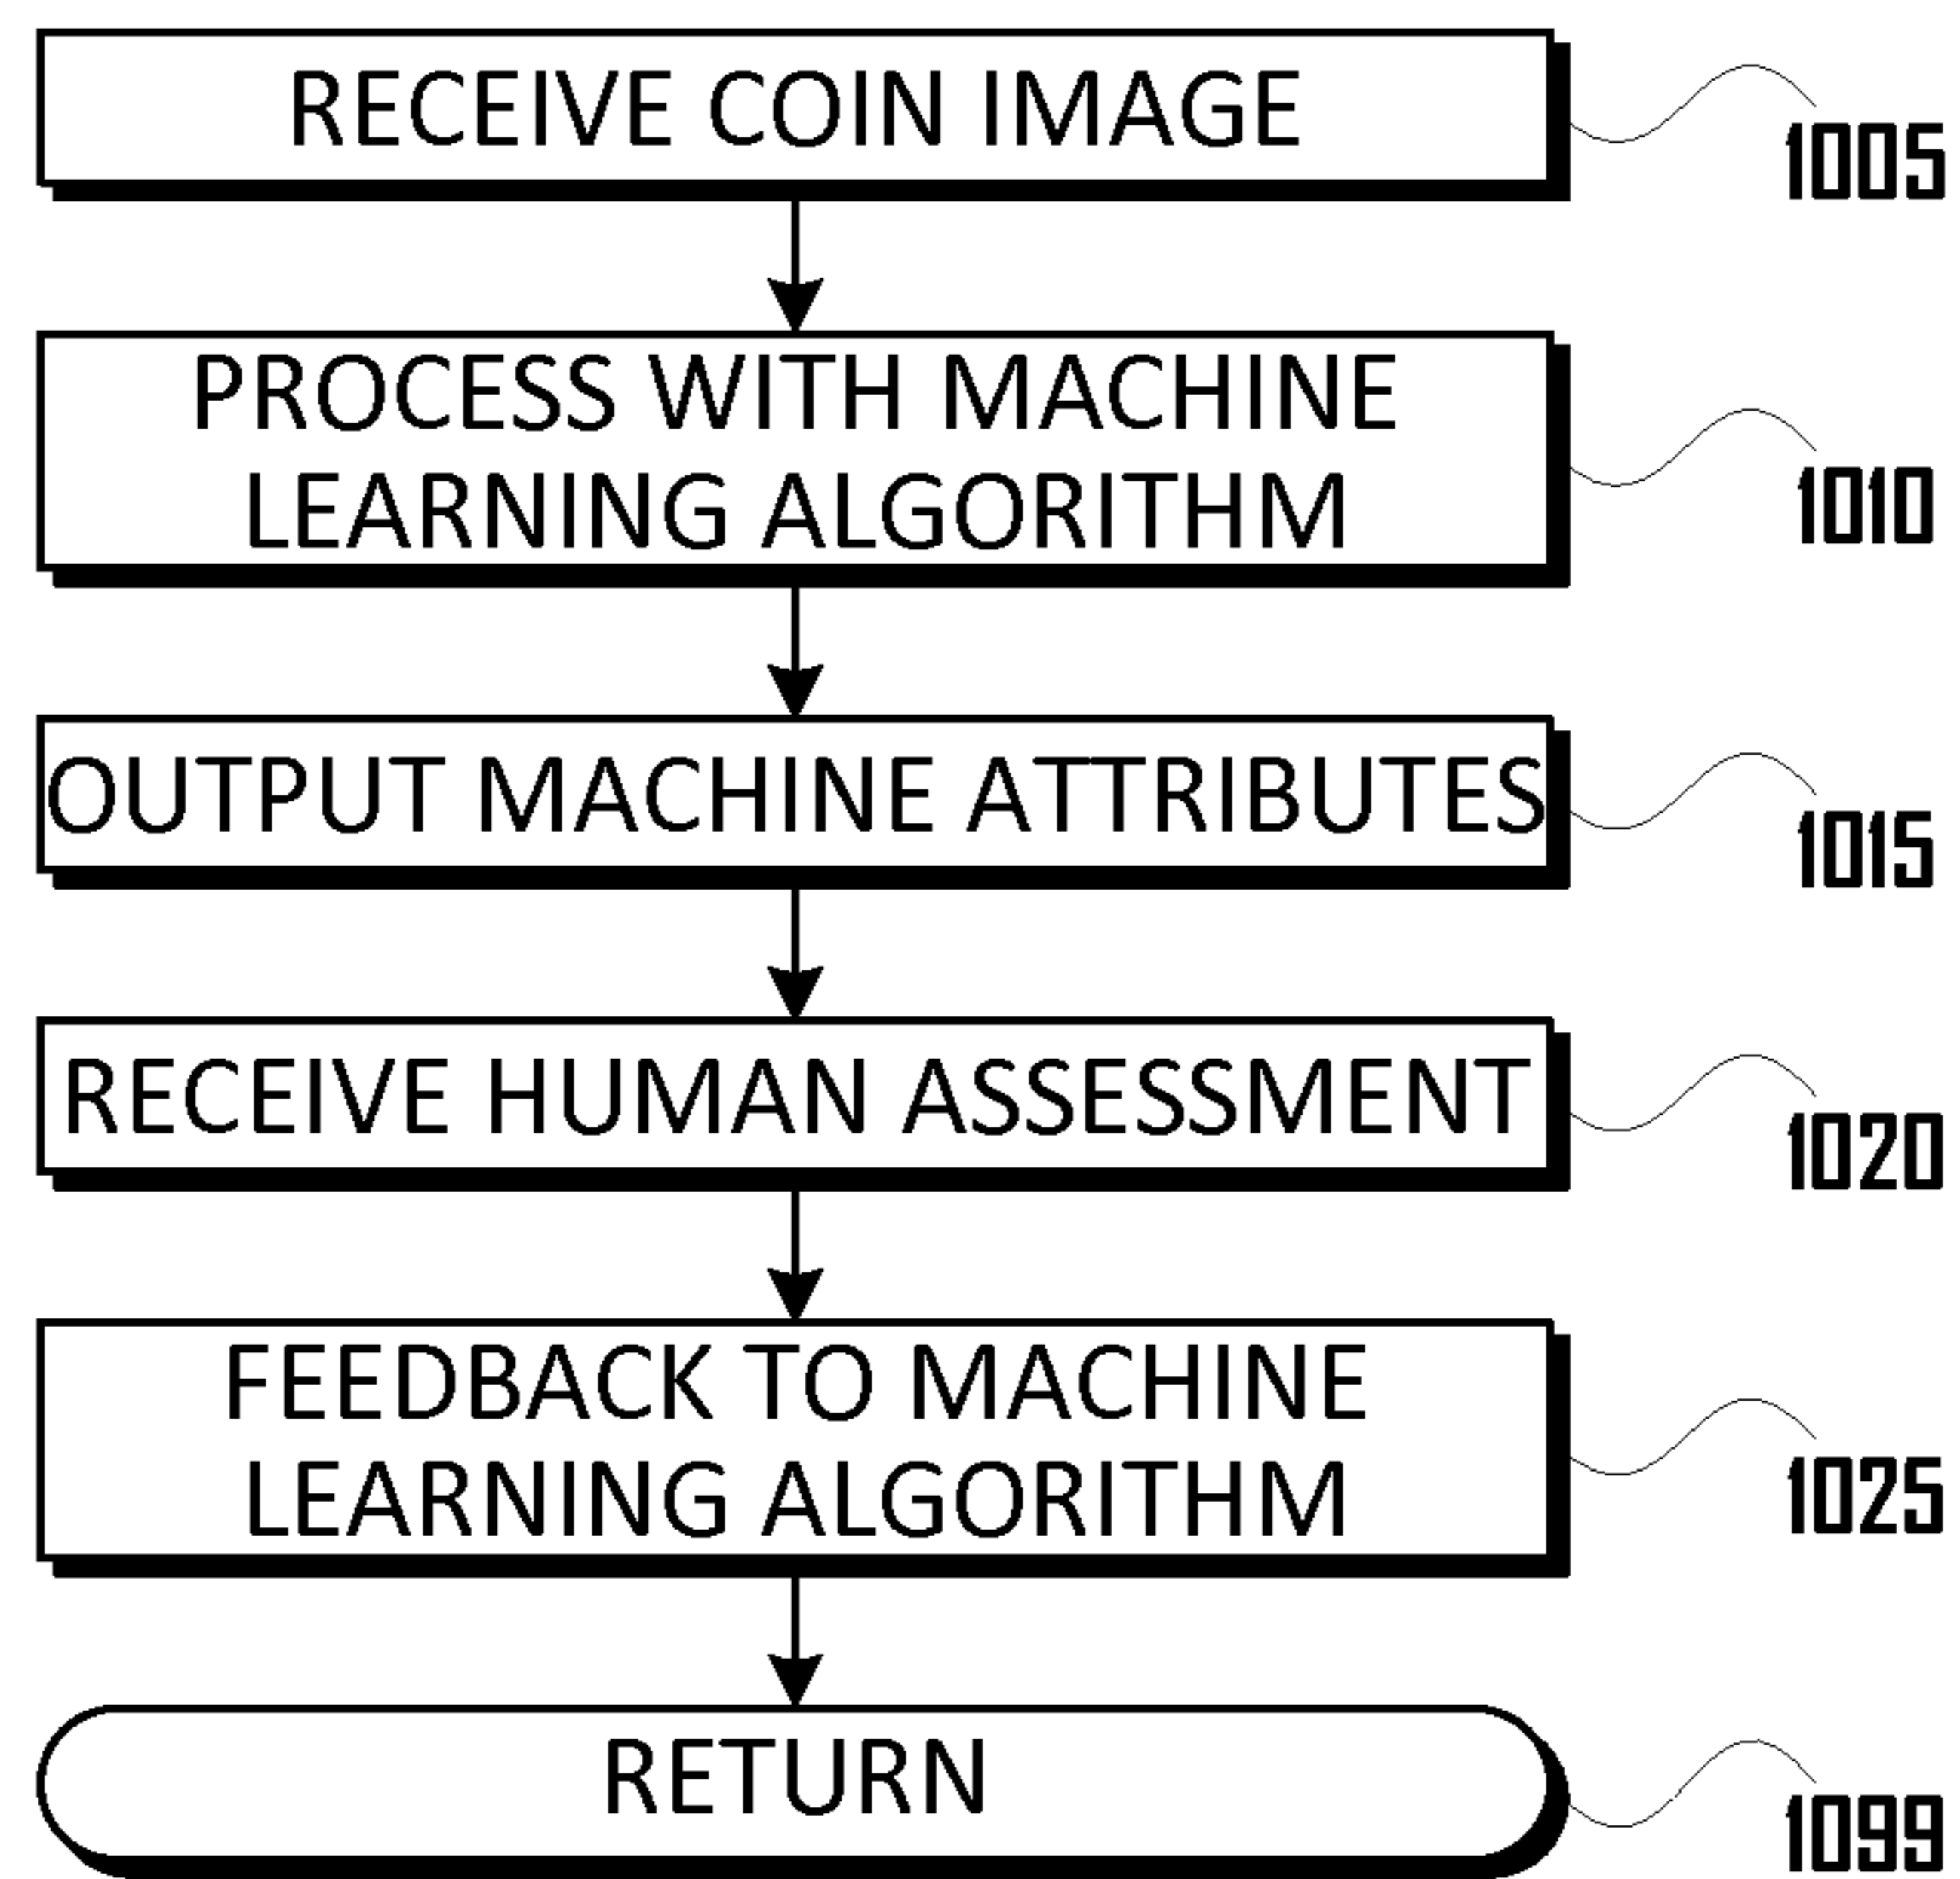 RECEIVE COIN IMAGE
1005
PROCESS WITH MACHINE
LEARNING ALGORITHM
1010
OUTPUT MACHINE ATTRIBUTES
1015
RECEIVE HUMAN ASSESSMENT
1020
FEEDBACK TO MACHINE
LEARNING ALGORITHM
1025
RETURN
1099